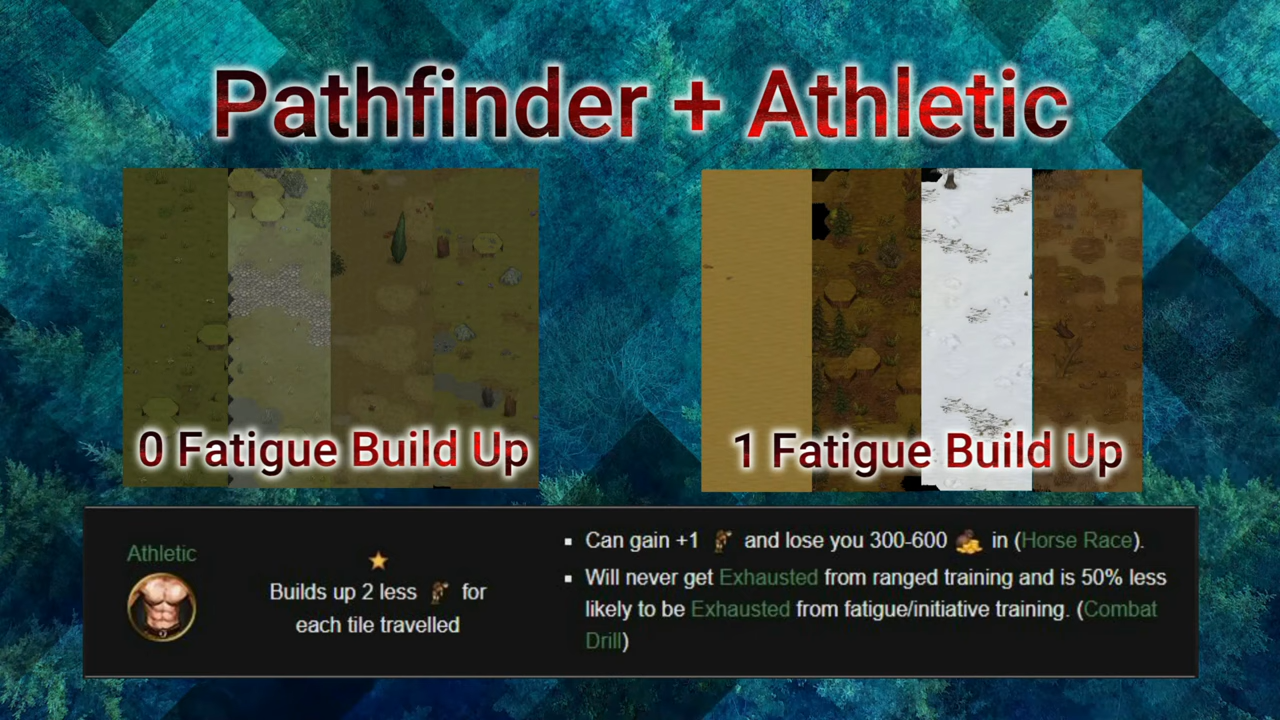 Pathfinder + Athletic
0 Fatigue Build Up
1 Fatigue Build Up
Athletic
Builds up 2 less for
each tile travelled
Can gain +1 and lose you 300-600 in (Horse Race).
Will never get Exhausted from ranged training and is 50% less
likely to be Exhausted from fatigue/initiative training. (Combat
Drill)